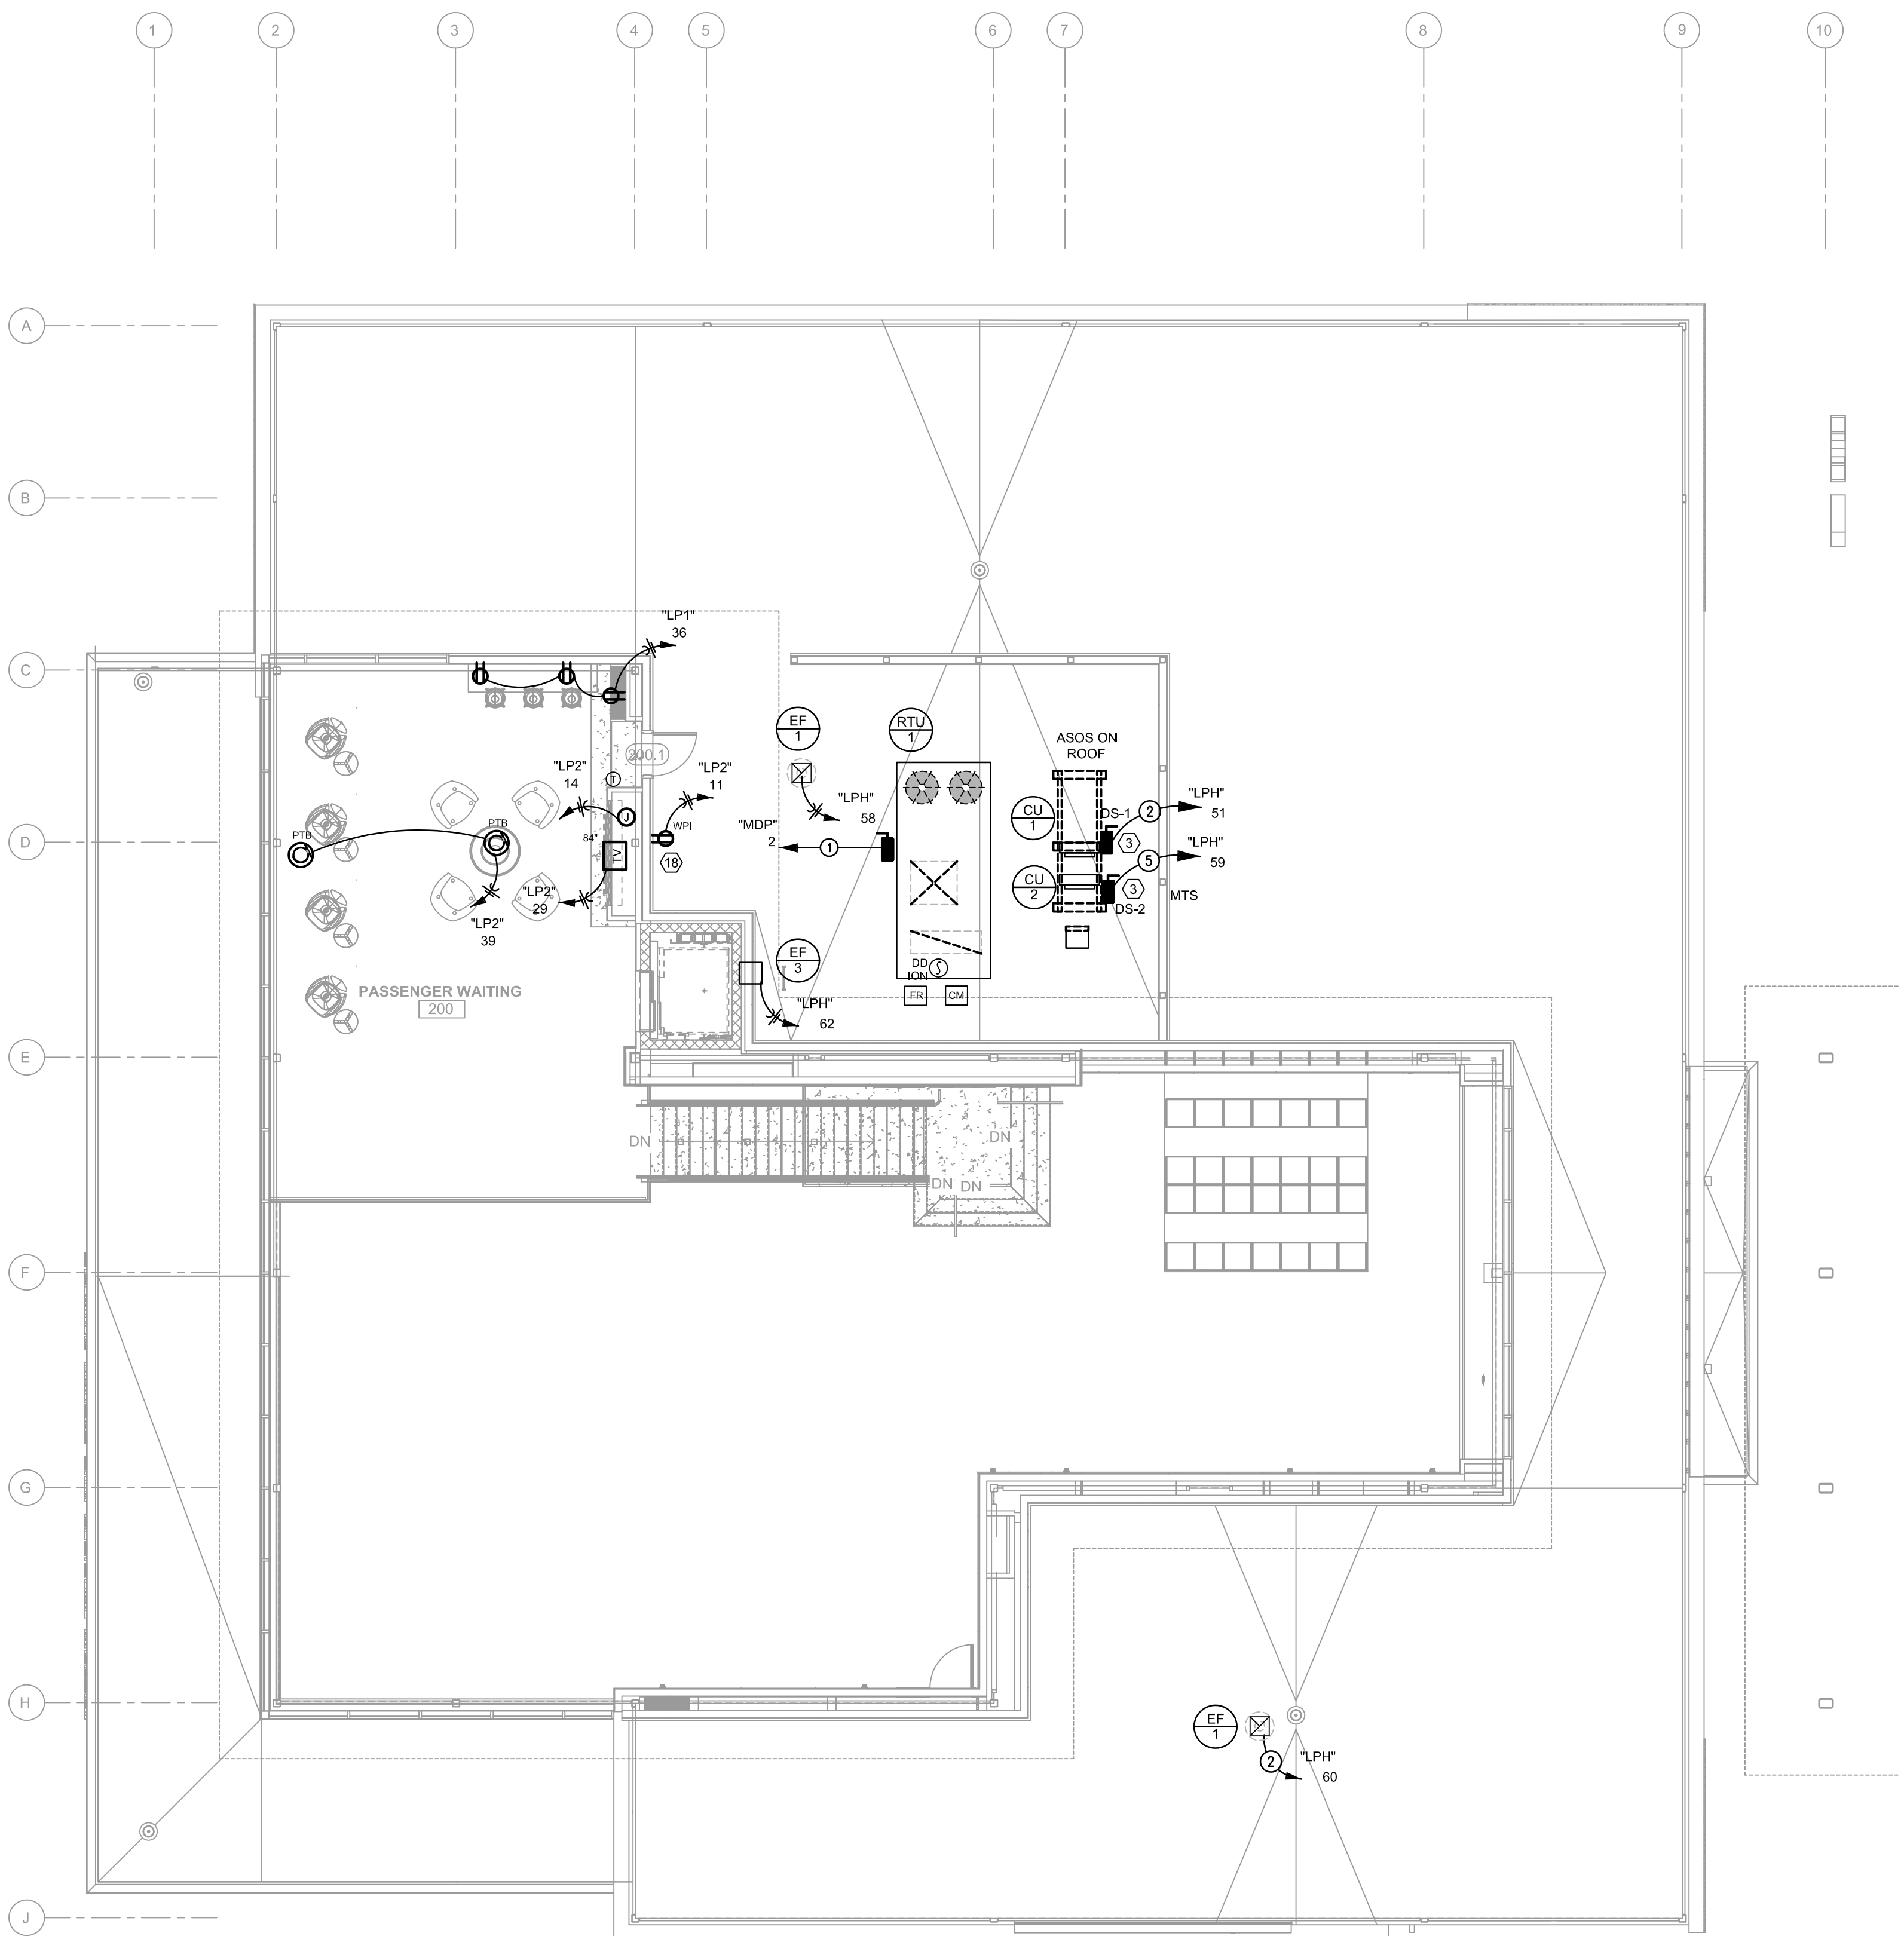 1
2
3
4
5
6
7
8
9
10
A
B
"LP1"
36
C
EF
1
RTU
1
ASOS ON
ROOF
200.1
"LP2"
14
T
"LP2"
11
"LPH"
58
CU
1
DS-1
2
"LPH"
51
J
WPI
"MDP"
2
1
3
D
PTB
PTB
84"
TV
18
5
"LPH"
59
CU
2
3
DS-2
MTS
"LP2"
29
"LP2"
39
EF
3
DD
ION
S
FR
CM
PASSENGER WAITING
200
"LPH"
62
E
DN
DN
DN
DN
F
G
H
EF
1
2
"LPH"
60
J